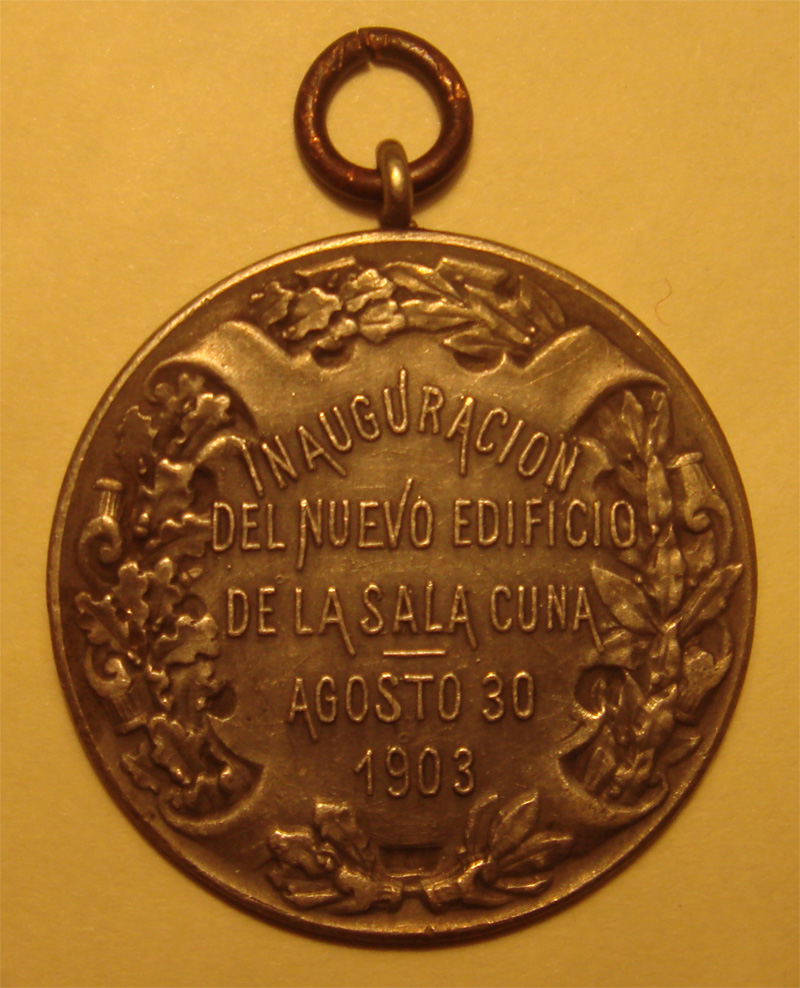 INAUGURACION
DEL NUEVO EDIFICIO
DE LA SALA CUNA
AGOSTO 30
1903